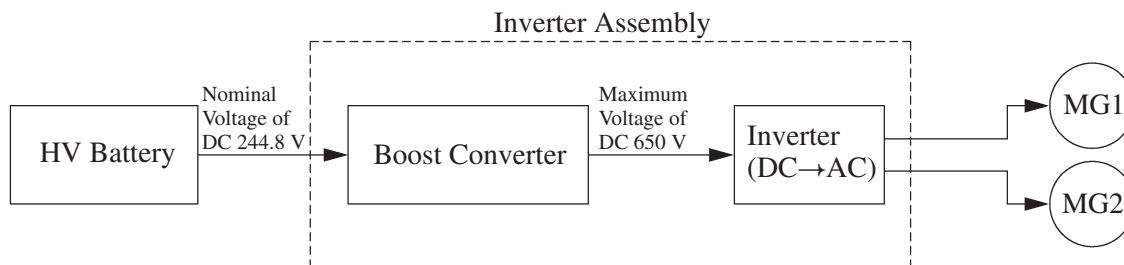 Inverter Assembly
HV Battery
Nominal
Voltage of
DC 244.8 V
Boost Converter
Maximum
Voltage of
DC 650 V
Inverter
(DC→AC)
MG1
MG2